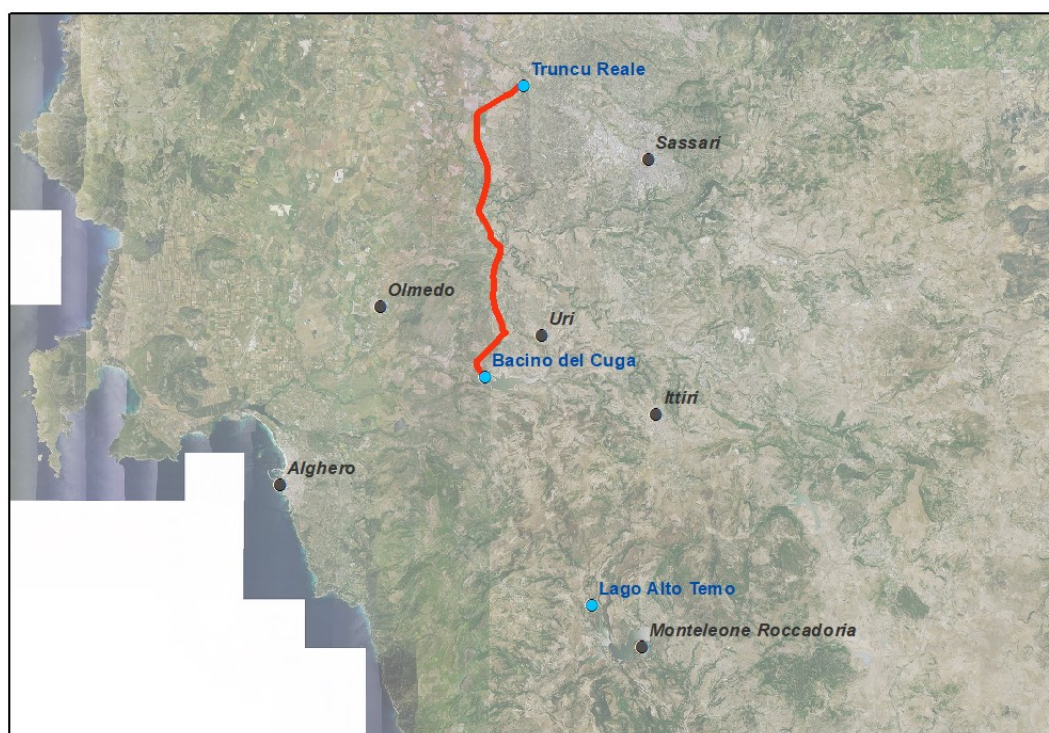 Truncu Reale
Sassari
Olmedo
Uri
Bacino del Cuga
Ittiri
Alghero
Lago Alto Temo
Monteleone Roccadoria